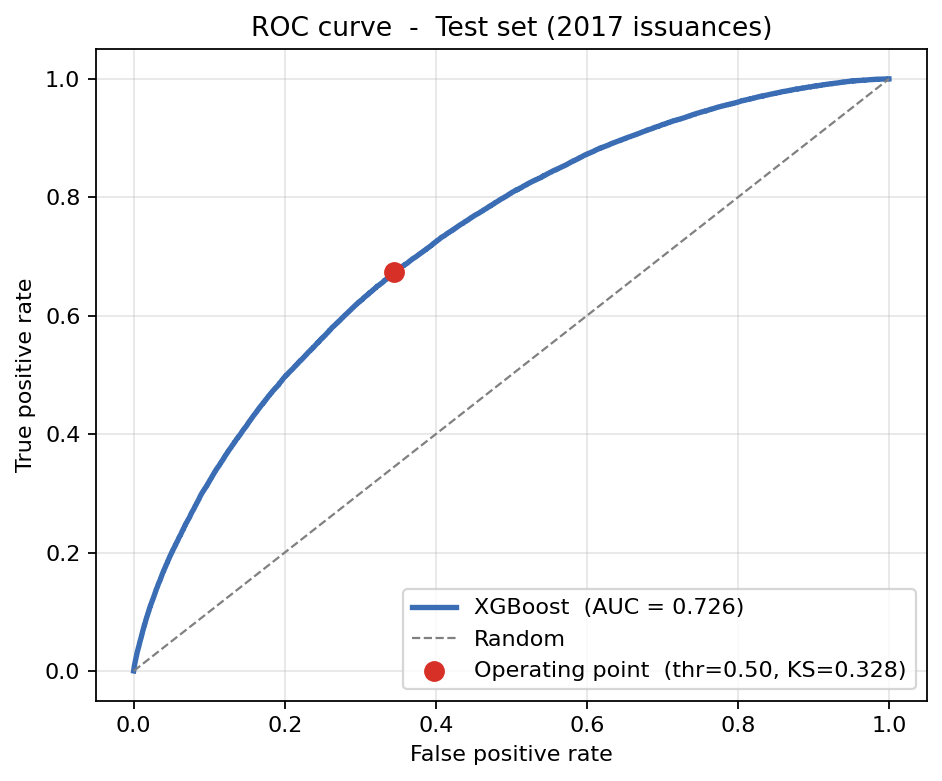 ROC curve  -  Test set (2017 issuances)
1.0
0.8
0.6
0.4
0.2
0.0
True positive rate
XGBoost  (AUC = 0.726)
Random
Operating point  (thr=0.50, KS=0.328)
0.0 0.2 0.4 0.6 0.8 1.0
False positive rate